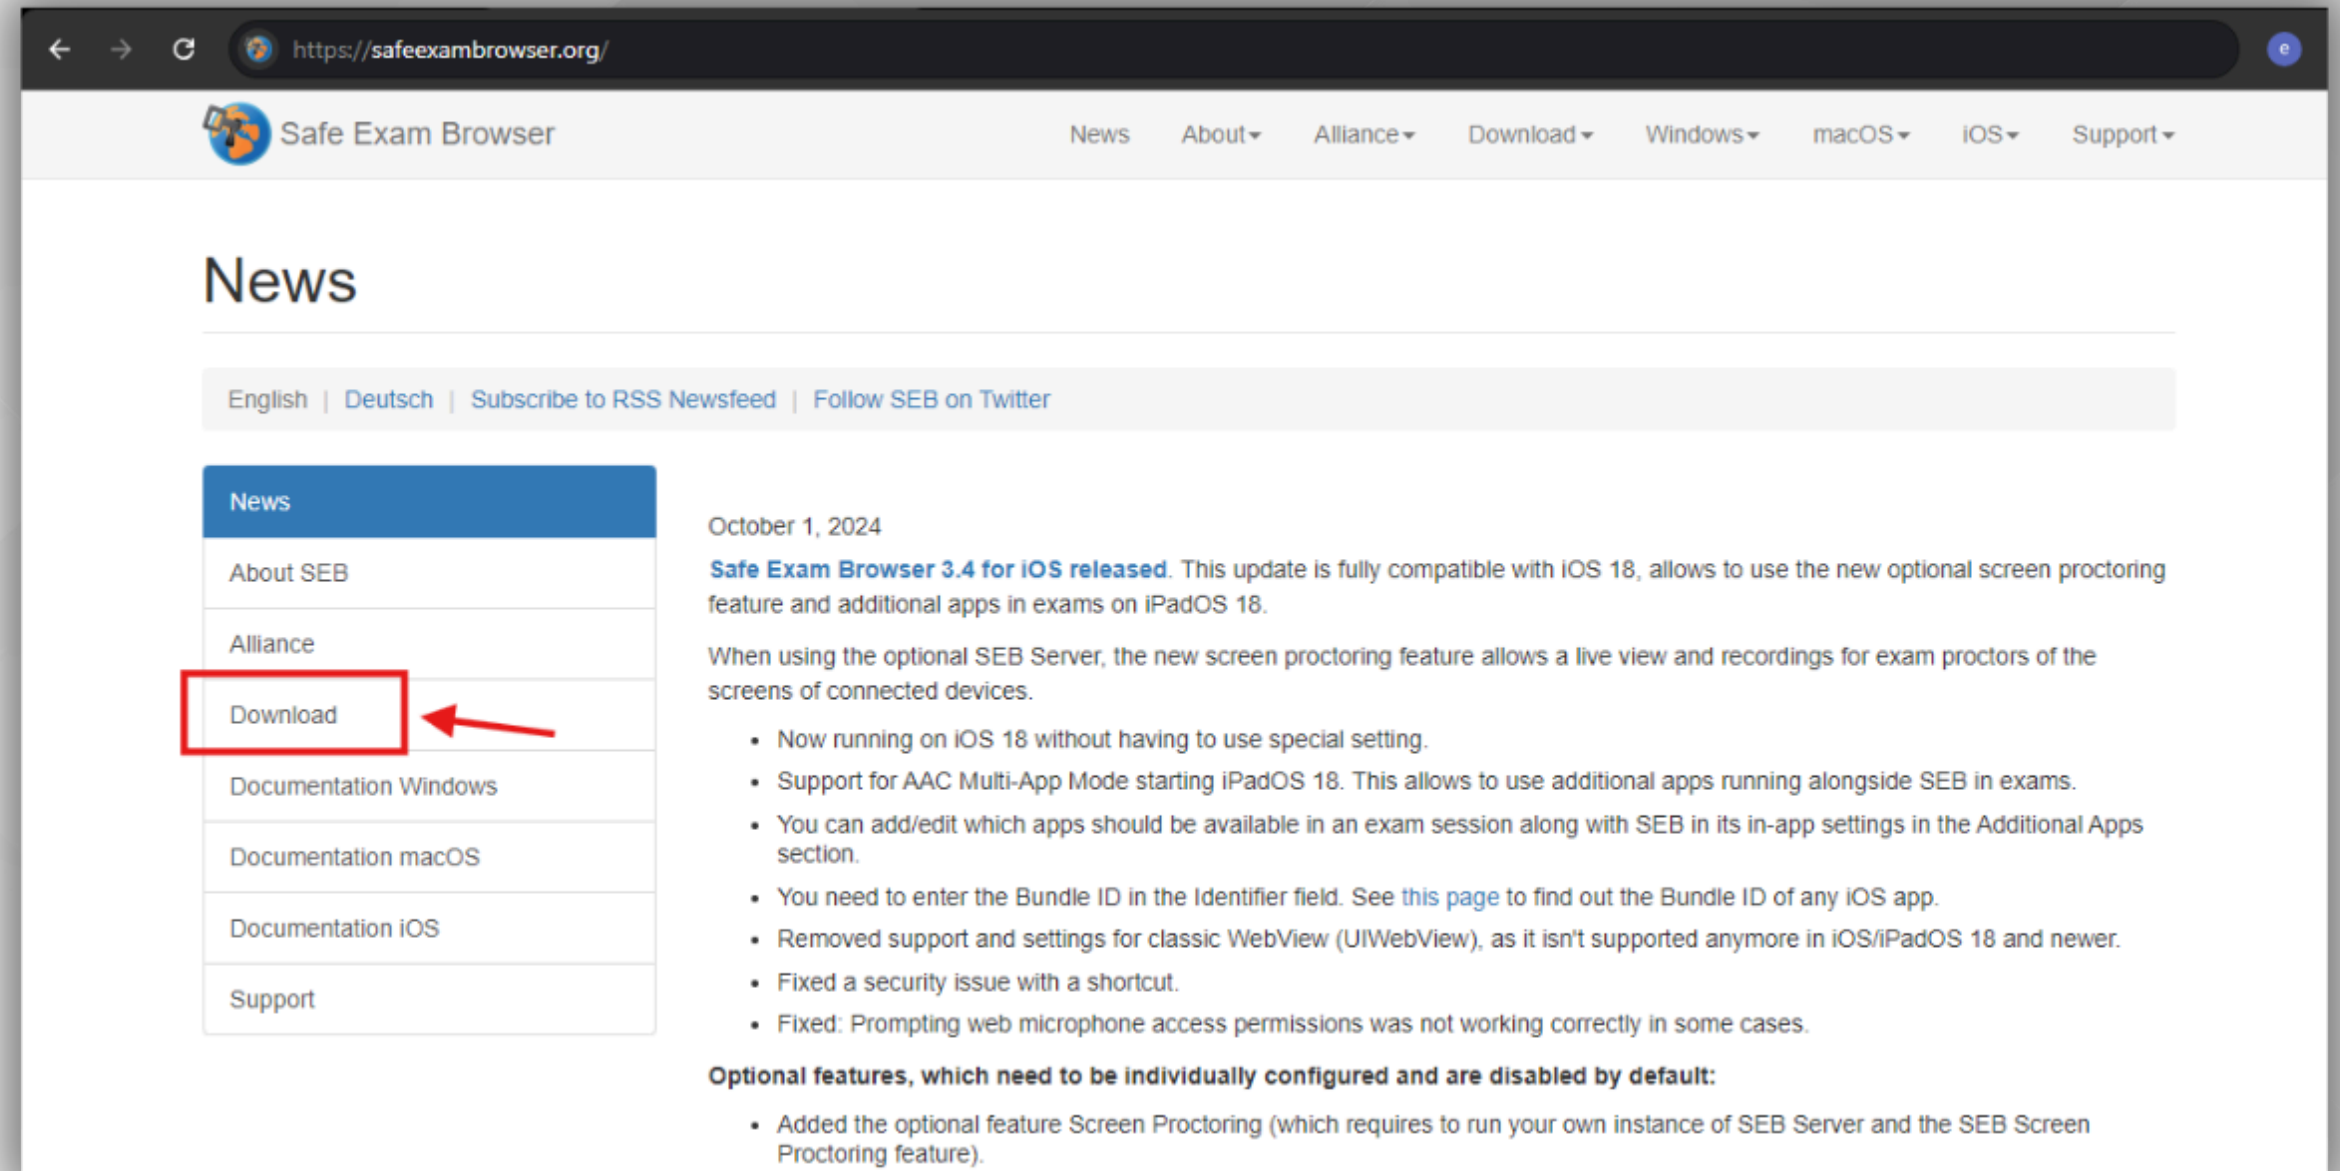 https://safeexambrowser.org/
e
Safe Exam Browser
News About Alliance Download Windows macOS iOS Support
News
English | Deutsch | Subscribe to RSS Newsfeed | Follow SEB on Twitter
News
About SEB
Alliance
Download
Documentation Windows
Documentation macOS
Documentation iOS
Support
October 1, 2024
Safe Exam Browser 3.4 for iOS released. This update is fully compatible with iOS 18, allows to use the new optional screen proctoring
feature and additional apps in exams on iPadOS 18.
When using the optional SEB Server, the new screen proctoring feature allows a live view and recordings for exam proctors of the
screens of connected devices.
• Now running on iOS 18 without having to use special setting.
• Support for AAC Multi-App Mode starting iPadOS 18. This allows to use additional apps running alongside SEB in exams.
• You can add/edit which apps should be available in an exam session along with SEB in its in-app settings in the Additional Apps
section.
• You need to enter the Bundle ID in the Identifier field. See this page to find out the Bundle ID of any iOS app.
• Removed support and settings for classic WebView (UIWebView), as it isn't supported anymore in iOS/iPadOS 18 and newer.
• Fixed a security issue with a shortcut.
• Fixed: Prompting web microphone access permissions was not working correctly in some cases.
Optional features, which need to be individually configured and are disabled by default:
• Added the optional feature Screen Proctoring (which requires to run your own instance of SEB Server and the SEB Screen
Proctoring feature).